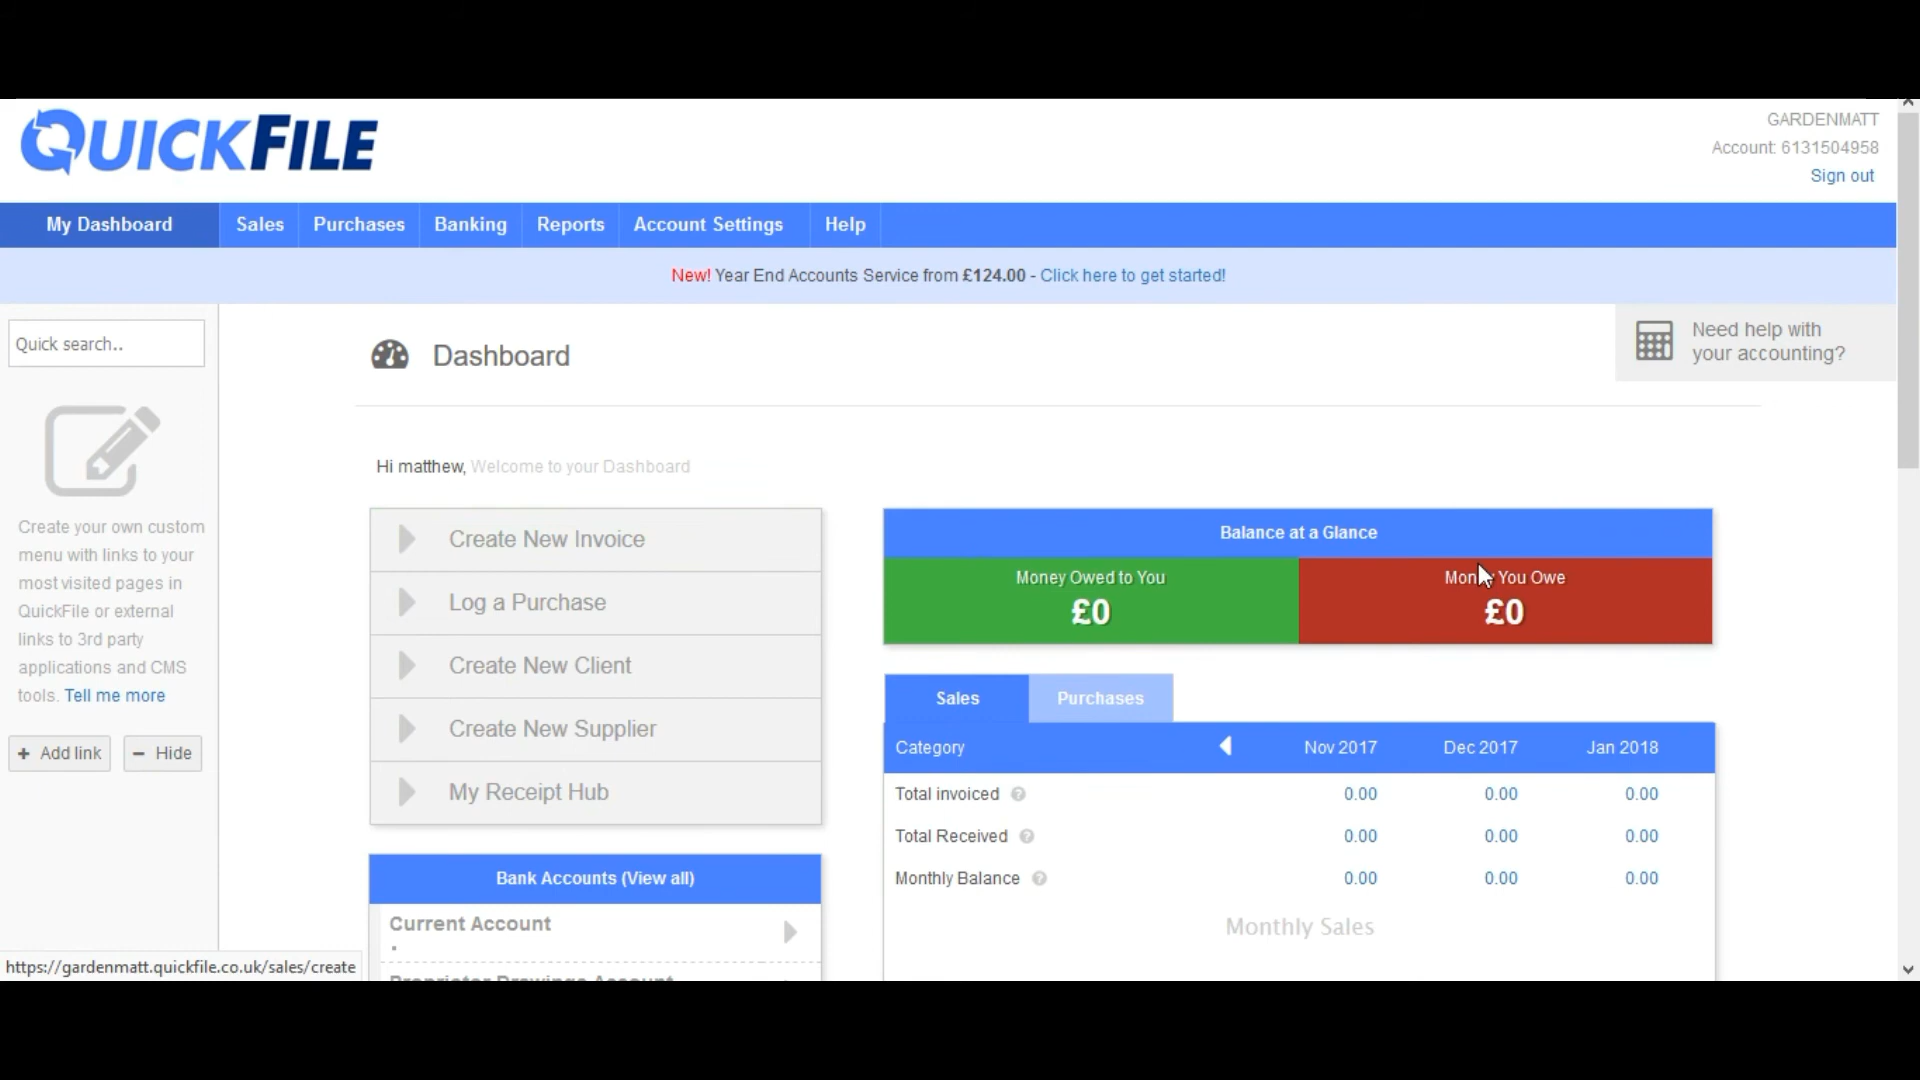 QUICKFILE
GARDENMATT
Account: 6131504958
Sign out
My Dashboard
Sales
Purchases
Banking
Reports
Account Settings
Help
New! Year End Accounts Service from £124.00 - Click here to get started!
Quick search..
Create your own custom
menu with links to your
most visited pages in
QuickFile or external
links to 3rd party
applications and CMS
tools. Tell me more
+ Add link
− Hide
Dashboard
Need help with
your accounting?
Hi matthew, Welcome to your Dashboard
Create New Invoice
Log a Purchase
Create New Client
Create New Supplier
My Receipt Hub
Bank Accounts (View all)
Current Account
Proprietor Drawings Account
Balance at a Glance
Money Owed to You
£0
Money You Owe
£0
Sales
Purchases
Category Nov 2017 Dec 2017 Jan 2018
Total invoiced ? 0.00 0.00 0.00
Total Received ? 0.00 0.00 0.00
Monthly Balance ? 0.00 0.00 0.00
Monthly Sales
https://gardenmatt.quickfile.co.uk/sales/create